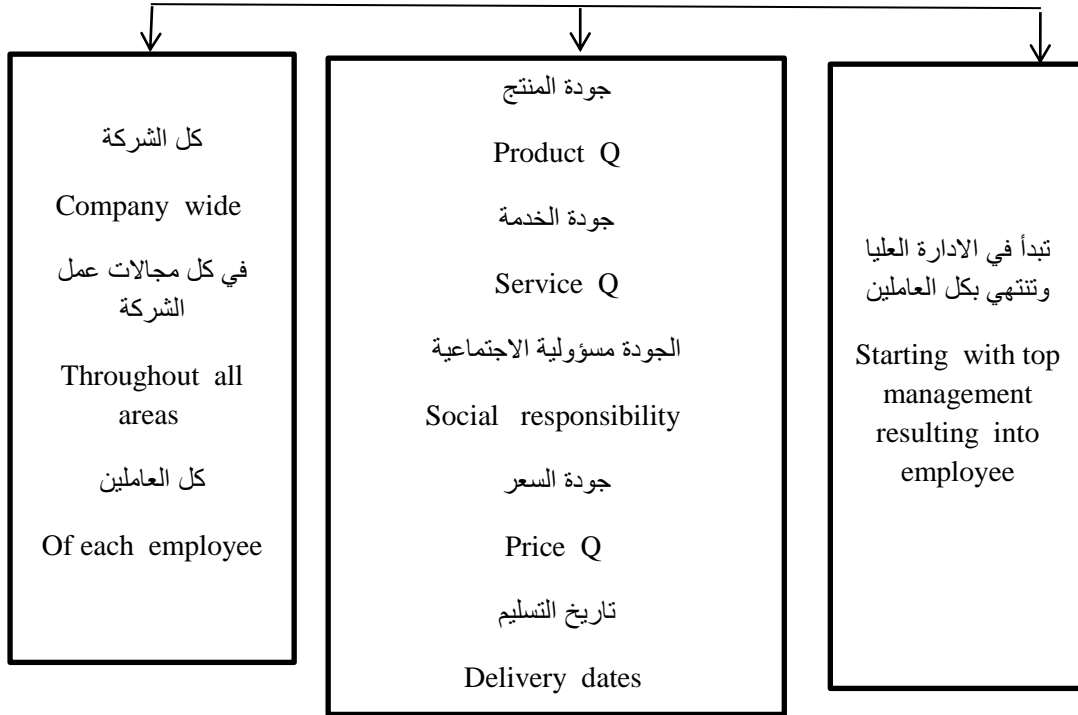 كل الشركة
Company wide
في كل مجالات عمل
الشركة
Throughout all
areas
كل العاملين
Of each employee
جودة المنتج
Product Q
جودة الخدمة
Service Q
الجودة مسؤولية الاجتماعية
Social responsibility
جودة السعر
Price Q
تاريخ التسليم
Delivery dates
تبدأ في الادارة العليا
وتنتهي بكل العاملين
Starting with top
management
resulting into
employee